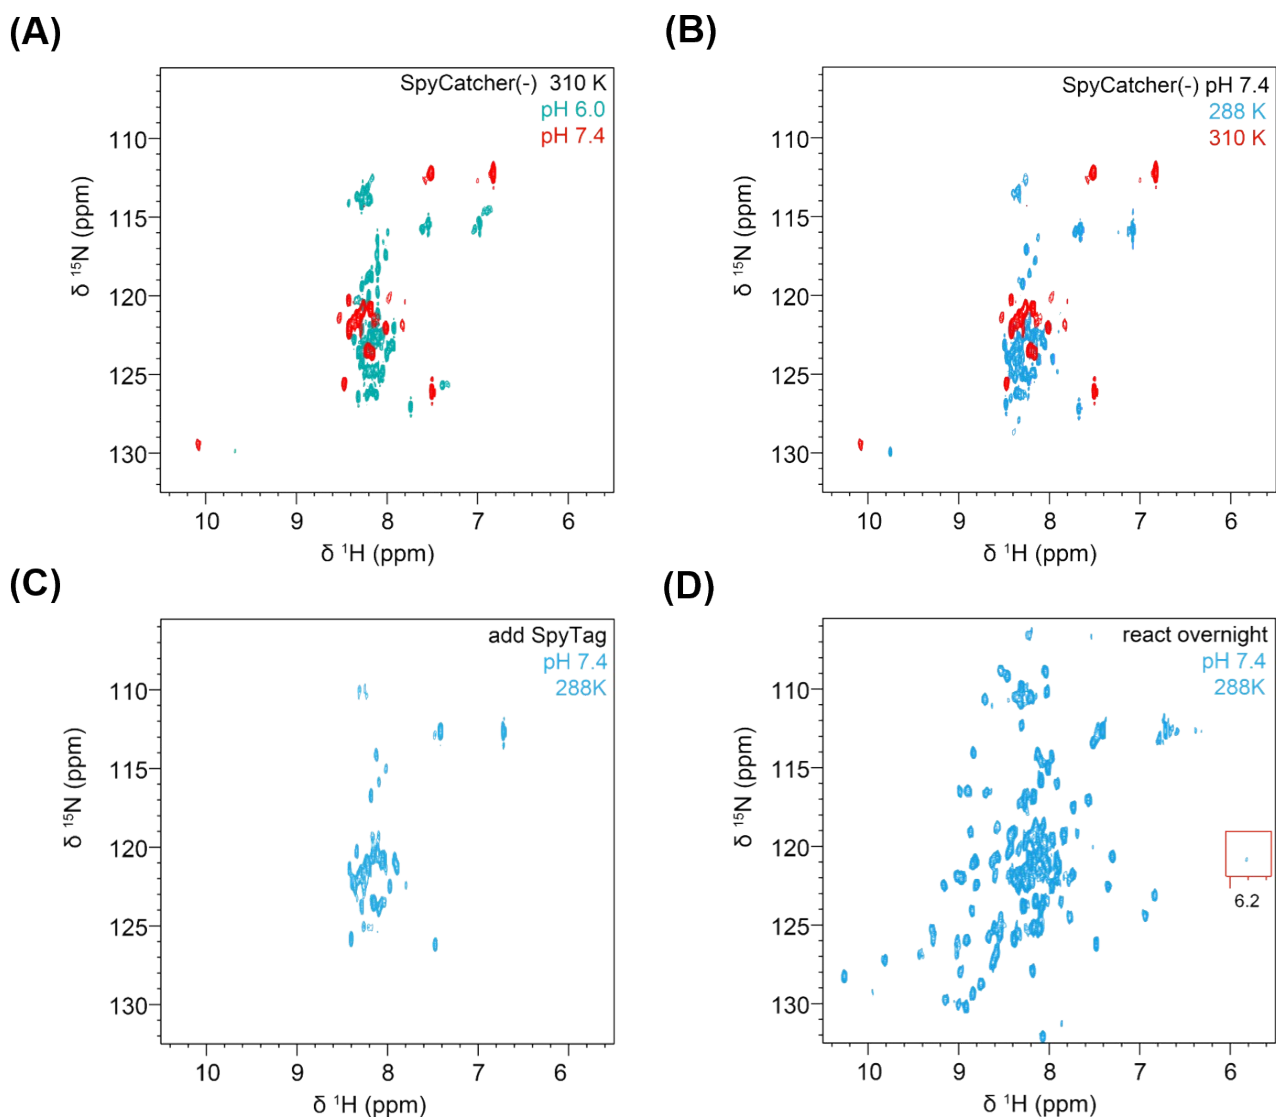 (A)
SpyCatcher(-) 310 K
pH 6.0
pH 7.4
110
115
120
125
130
δ ¹⁵N (ppm)
10 9 8 7 6
δ ¹H (ppm)
(B)
SpyCatcher(-) pH 7.4
288 K
310 K
110
115
120
125
130
δ ¹⁵N (ppm)
10 9 8 7 6
δ ¹H (ppm)
(C)
add SpyTag
pH 7.4
288K
110
115
120
125
130
δ ¹⁵N (ppm)
10 9 8 7 6
δ ¹H (ppm)
(D)
react overnight
pH 7.4
288K
110
115
120
125
130
δ ¹⁵N (ppm)
6.2
10 9 8 7 6
δ ¹H (ppm)